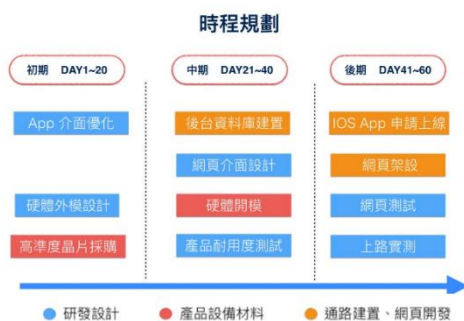 時程規劃
初期 DAY1~20
中期 DAY21~40
後期 DAY41~60
App 介面優化
後台資料庫建置
IOS App 申請上線
網頁介面設計
網頁架設
硬體外模設計
硬體開模
網頁測試
高準度晶片採購
產品耐用度測試
上路實測
研發設計
產品設備材料
通路建置、網頁開發